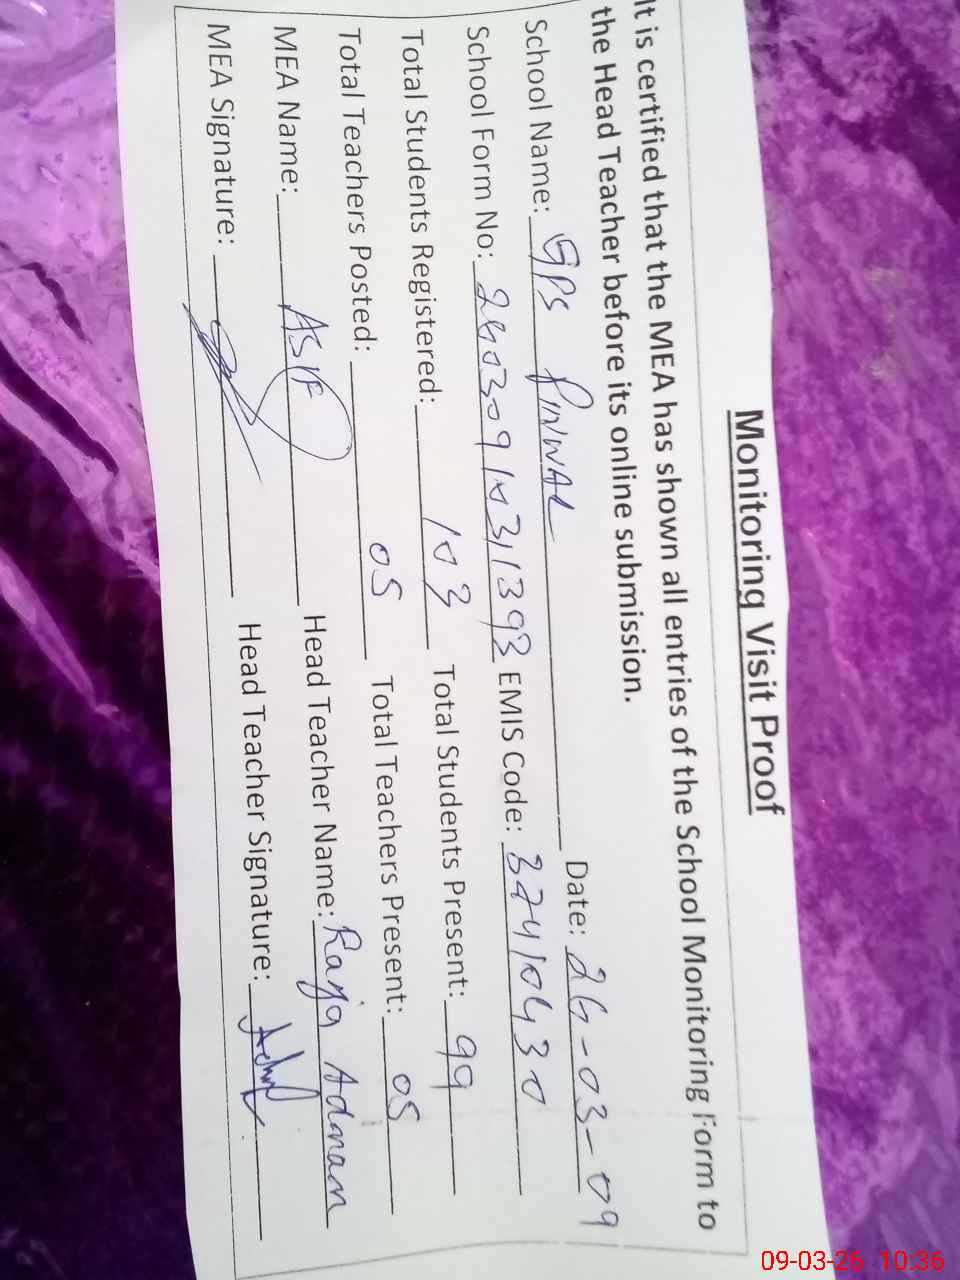 Monitoring Visit Proof
It is certified that the MEA has shown all entries of the School Monitoring Form to
the Head Teacher before its online submission.
School Name: GPS PINWAL Date: 26-03-09
School Form No: 260309103,1393 EMIS Code: 37410430
Total Students Registered: 103 Total Students Present: 99
Total Teachers Posted: 05 Total Teachers Present: 05
MEA Name: ASIF Head Teacher Name: Raja Adnan
MEA Signature: Head Teacher Signature:
09-03-26 10:36